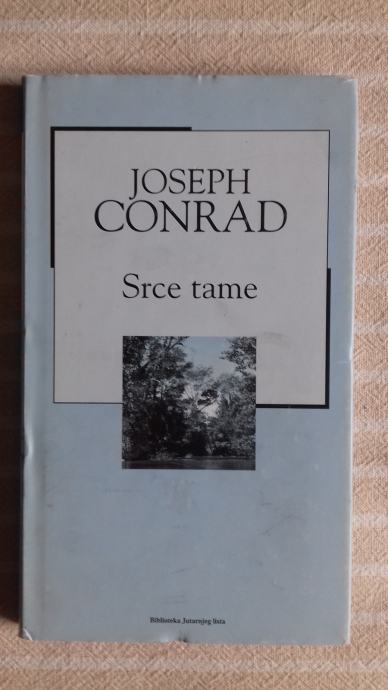 JOSEPH
CONRAD
Srce tame
Biblioteka Jutarnjeg lista